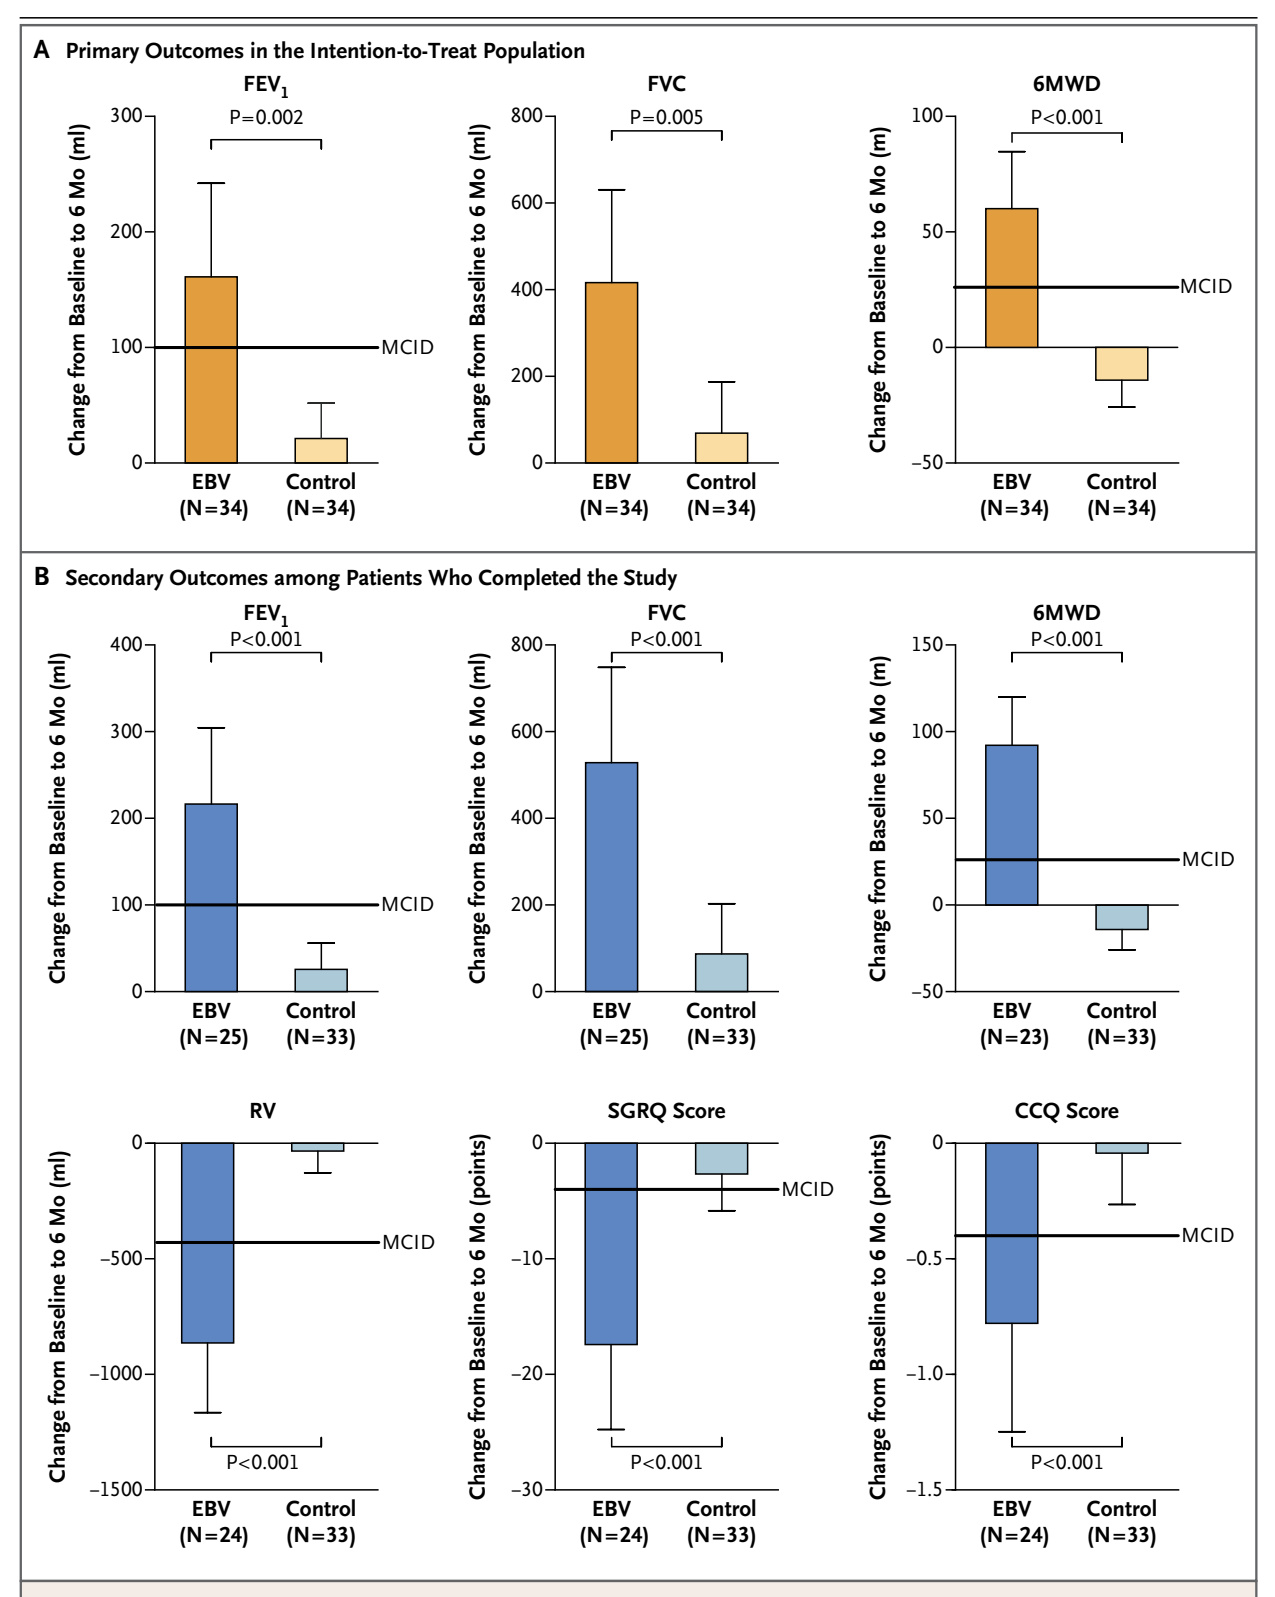 A Primary Outcomes in the Intention-to-Treat Population
FEV1
P=0.002
Change from Baseline to 6 Mo (ml)
300
200
100
0
MCID
EBV
(N=34)
Control
(N=34)
FVC
P=0.005
Change from Baseline to 6 Mo (ml)
800
600
400
200
0
EBV
(N=34)
Control
(N=34)
6MWD
P<0.001
Change from Baseline to 6 Mo (m)
100
50
0
−50
MCID
EBV
(N=34)
Control
(N=34)
B Secondary Outcomes among Patients Who Completed the Study
FEV1
P<0.001
Change from Baseline to 6 Mo (ml)
400
300
200
100
0
MCID
EBV
(N=25)
Control
(N=33)
FVC
P<0.001
Change from Baseline to 6 Mo (ml)
800
600
400
200
0
EBV
(N=25)
Control
(N=33)
6MWD
P<0.001
Change from Baseline to 6 Mo (m)
150
100
50
0
−50
MCID
EBV
(N=23)
Control
(N=33)
RV
Change from Baseline to 6 Mo (ml)
0
−500
−1000
−1500
MCID
P<0.001
EBV
(N=24)
Control
(N=33)
SGRQ Score
Change from Baseline to 6 Mo (points)
0
−10
−20
−30
MCID
P<0.001
EBV
(N=24)
Control
(N=33)
CCQ Score
Change from Baseline to 6 Mo (points)
0
−0.5
−1.0
−1.5
MCID
P<0.001
EBV
(N=24)
Control
(N=33)